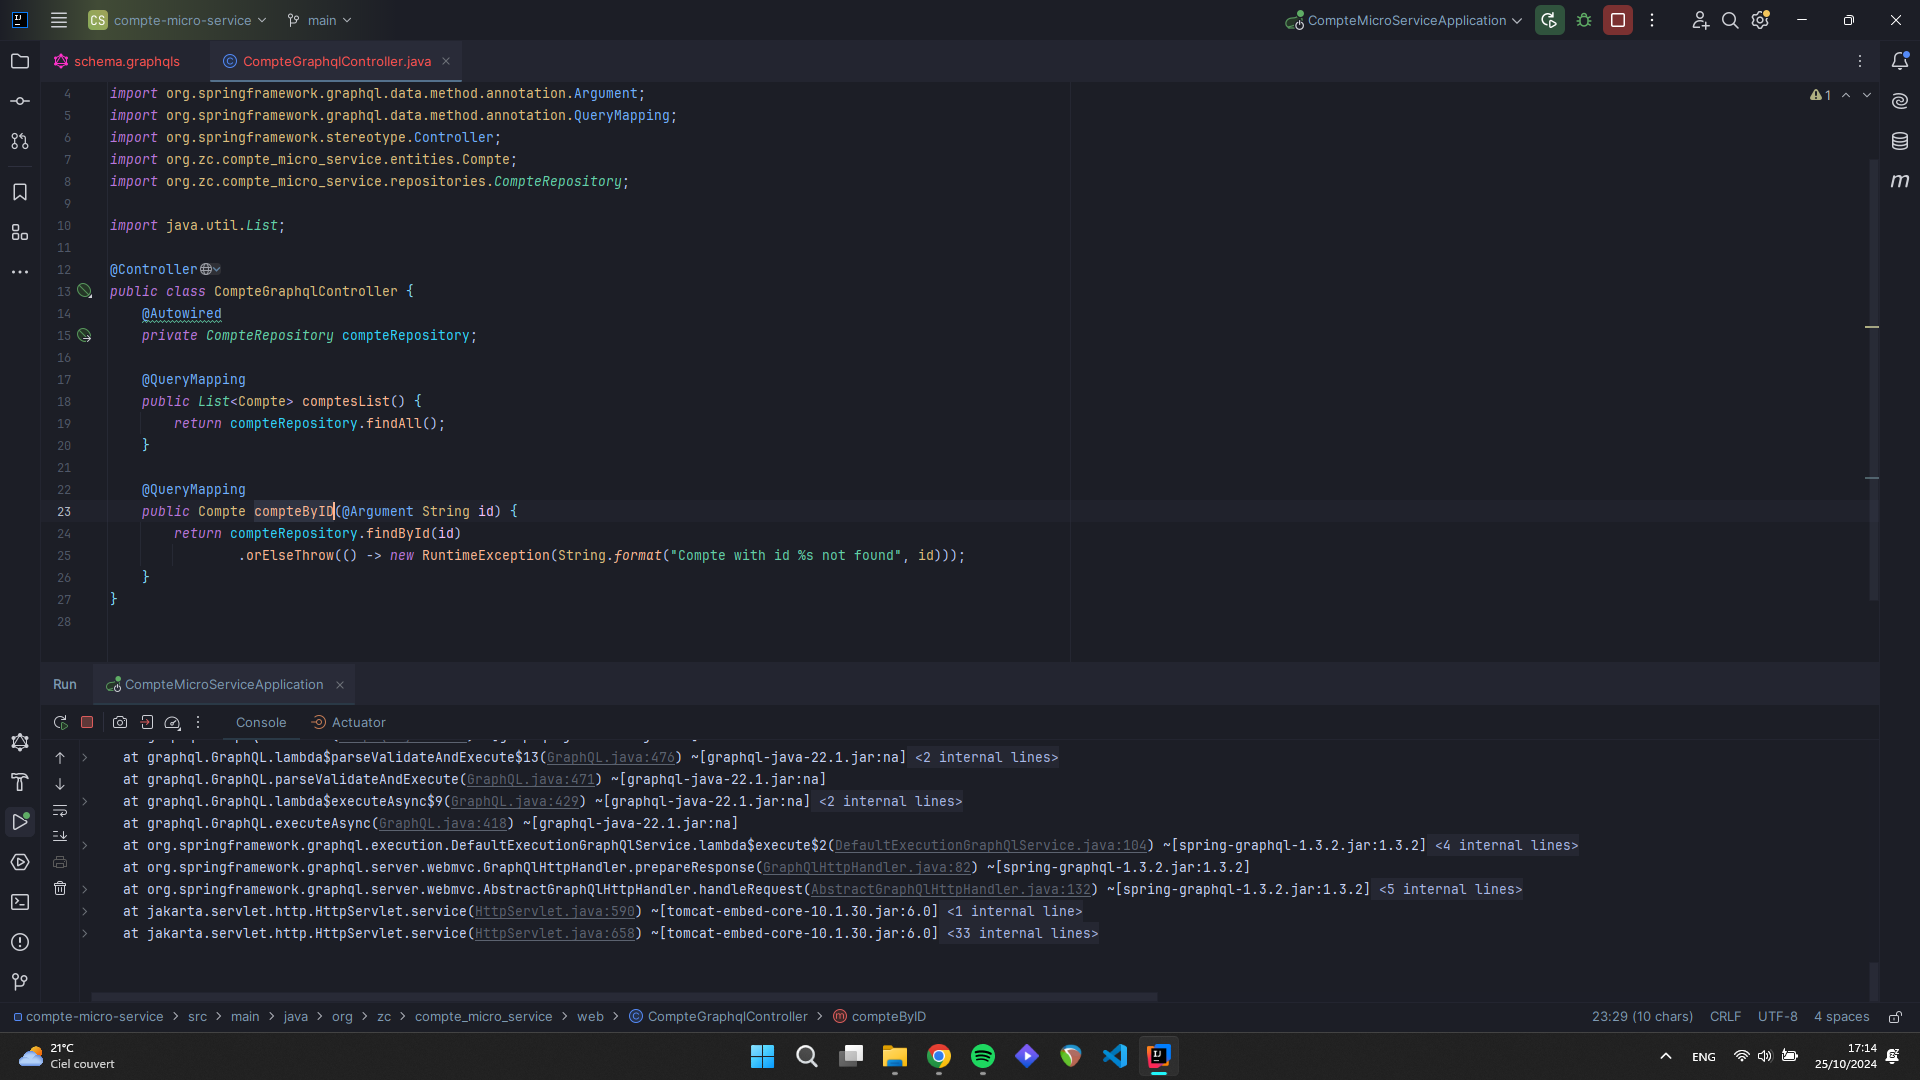 CS compte-micro-service main CompteMicroServiceApplication
schema.graphqls CompteGraphqlController.java
4 import org.springframework.graphql.data.method.annotation.Argument; 1
5 import org.springframework.graphql.data.method.annotation.QueryMapping;
6 import org.springframework.stereotype.Controller;
7 import org.zc.compte_micro_service.entities.Compte;
8 import org.zc.compte_micro_service.repositories.CompteRepository;
9
10 import java.util.List;
11
12 @Controller
13 public class CompteGraphqlController {
14 @Autowired
15 private CompteRepository compteRepository;
16
17 @QueryMapping
18 public List<Compte> comptesList() {
19 return compteRepository.findAll();
20 }
21
22 @QueryMapping
23 public Compte compteByID(@Argument String id) {
24 return compteRepository.findById(id)
25 .orElseThrow(() -> new RuntimeException(String.format("Compte with id %s not found", id)));
26 }
27 }
28
Run CompteMicroServiceApplication
Console Actuator
at graphql.GraphQL.lambda$parseValidateAndExecute$13(GraphQL.java:476) ~[graphql-java-22.1.jar:na] <2 internal lines>
at graphql.GraphQL.parseValidateAndExecute(GraphQL.java:471) ~[graphql-java-22.1.jar:na]
at graphql.GraphQL.lambda$executeAsync$9(GraphQL.java:429) ~[graphql-java-22.1.jar:na] <2 internal lines>
at graphql.GraphQL.executeAsync(GraphQL.java:418) ~[graphql-java-22.1.jar:na]
at org.springframework.graphql.execution.DefaultExecutionGraphQlService.lambda$execute$2(DefaultExecutionGraphQlService.java:104) ~[spring-graphql-1.3.2.jar:1.3.2] <4 internal lines>
at org.springframework.graphql.server.webmvc.GraphQlHttpHandler.prepareResponse(GraphQlHttpHandler.java:82) ~[spring-graphql-1.3.2.jar:1.3.2]
at org.springframework.graphql.server.webmvc.AbstractGraphQlHttpHandler.handleRequest(AbstractGraphQlHttpHandler.java:132) ~[spring-graphql-1.3.2.jar:1.3.2] <5 internal lines>
at jakarta.servlet.http.HttpServlet.service(HttpServlet.java:590) ~[tomcat-embed-core-10.1.30.jar:6.0] <1 internal line>
at jakarta.servlet.http.HttpServlet.service(HttpServlet.java:658) ~[tomcat-embed-core-10.1.30.jar:6.0] <33 internal lines>
compte-micro-service > src > main > java > org > zc > compte_micro_service > web > CompteGraphqlController > compteByID 23:29 (10 chars) CRLF UTF-8 4 spaces
21°C
Ciel couvert
ENG
17:14
25/10/2024